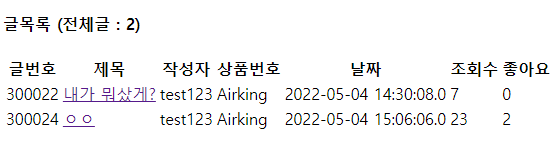 글목록 (전체글 : 2)
글번호 제목 작성자 상품번호 날짜 조회수 좋아요
300022 내가 뭐샀게? test123 Airking 2022-05-04 14:30:08.0 7 0
300024 ㅇㅇ test123 Airking 2022-05-04 15:06:06.0 23 2